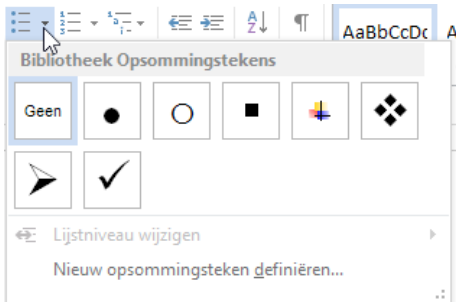 AaBbCcDc
Bibliotheek Opsommingstekens
Geen
Lijstniveau wijzigen
Nieuw opsommingsteken definiëren...